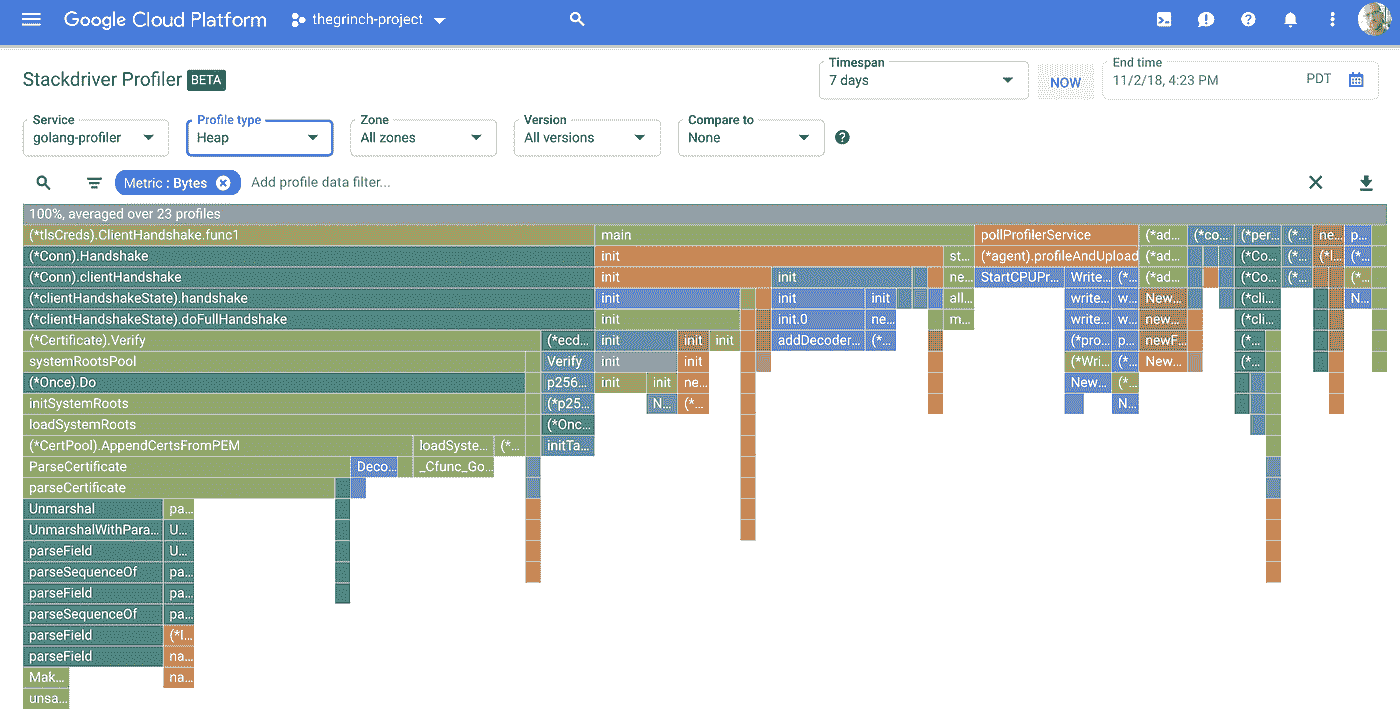 Google Cloud Platform thegrinch-project
Stackdriver Profiler BETA
Timespan
7 days
NOW
End time
11/2/18, 4:23 PM PDT
Service
golang-profiler
Profile type
Heap
Zone
All zones
Version
All versions
Compare to
None
Metric : Bytes Add profile data filter...
100%, averaged over 23 profiles
(*tlsCreds).ClientHandshake.func1 main pollProfilerService (*ad... (*co... (*per... (*... ne... p...
(*Conn).Handshake init st... (*agent).profileAndUpload (*ad... (*... (*Co... (*... (*l... (*...
(*Conn).clientHandshake init init ne... StartCPUPr... Write... (*... (*ad... (*Co... (*... (*...
(*clientHandshakeState).handshake init init init all... write... w... New... (*cli... N...
(*clientHandshakeState).doFullHandshake init init.0 ne... m... write... w... new... (*cli...
(*Certificate).Verify (*ecd... init init init addDecoder... (*... (*pro... p... newF... (*...
systemRootsPool Verify init init (*Wri... (*... New... (*...
(*Once).Do p256... init init ne... New... (*...
initSystemRoots (*p25... N... (*... N...
loadSystemRoots (*Onc...
(*CertPool).AppendCertsFromPEM loadSyste... (*... initTa...
ParseCertificate Deco... _Cfunc_Go...
parseCertificate
Unmarshal pa...
UnmarshalWithPara... U...
parseField U...
parseSequenceOf pa...
parseField pa...
parseSequenceOf pa...
parseField (*I...
parseField na...
Mak... na...
unsa...